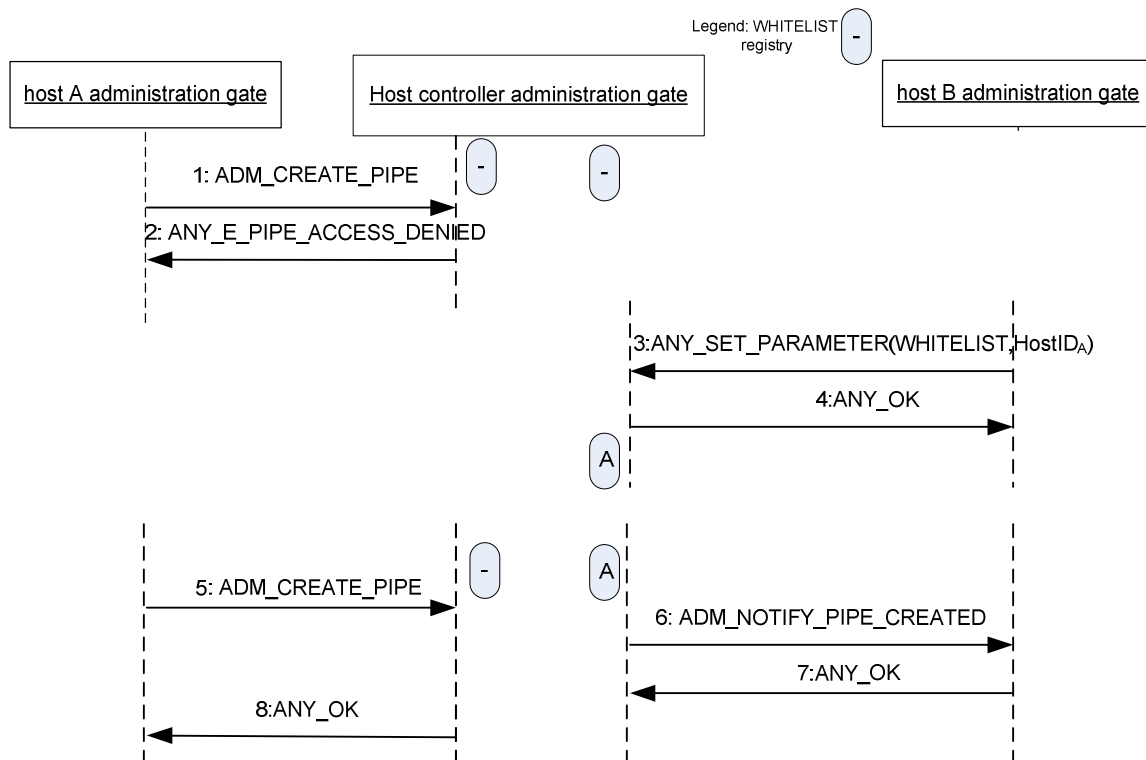 Legend: WHITELIST
registry
-
host A administration gate
Host controller administration gate
host B administration gate
-
-
1: ADM_CREATE_PIPE
2: ANY_E_PIPE_ACCESS_DENIED
3:ANY_SET_PARAMETER(WHITELIST,HostIDA)
4:ANY_OK
A
-
A
5: ADM_CREATE_PIPE
6: ADM_NOTIFY_PIPE_CREATED
7:ANY_OK
8:ANY_OK